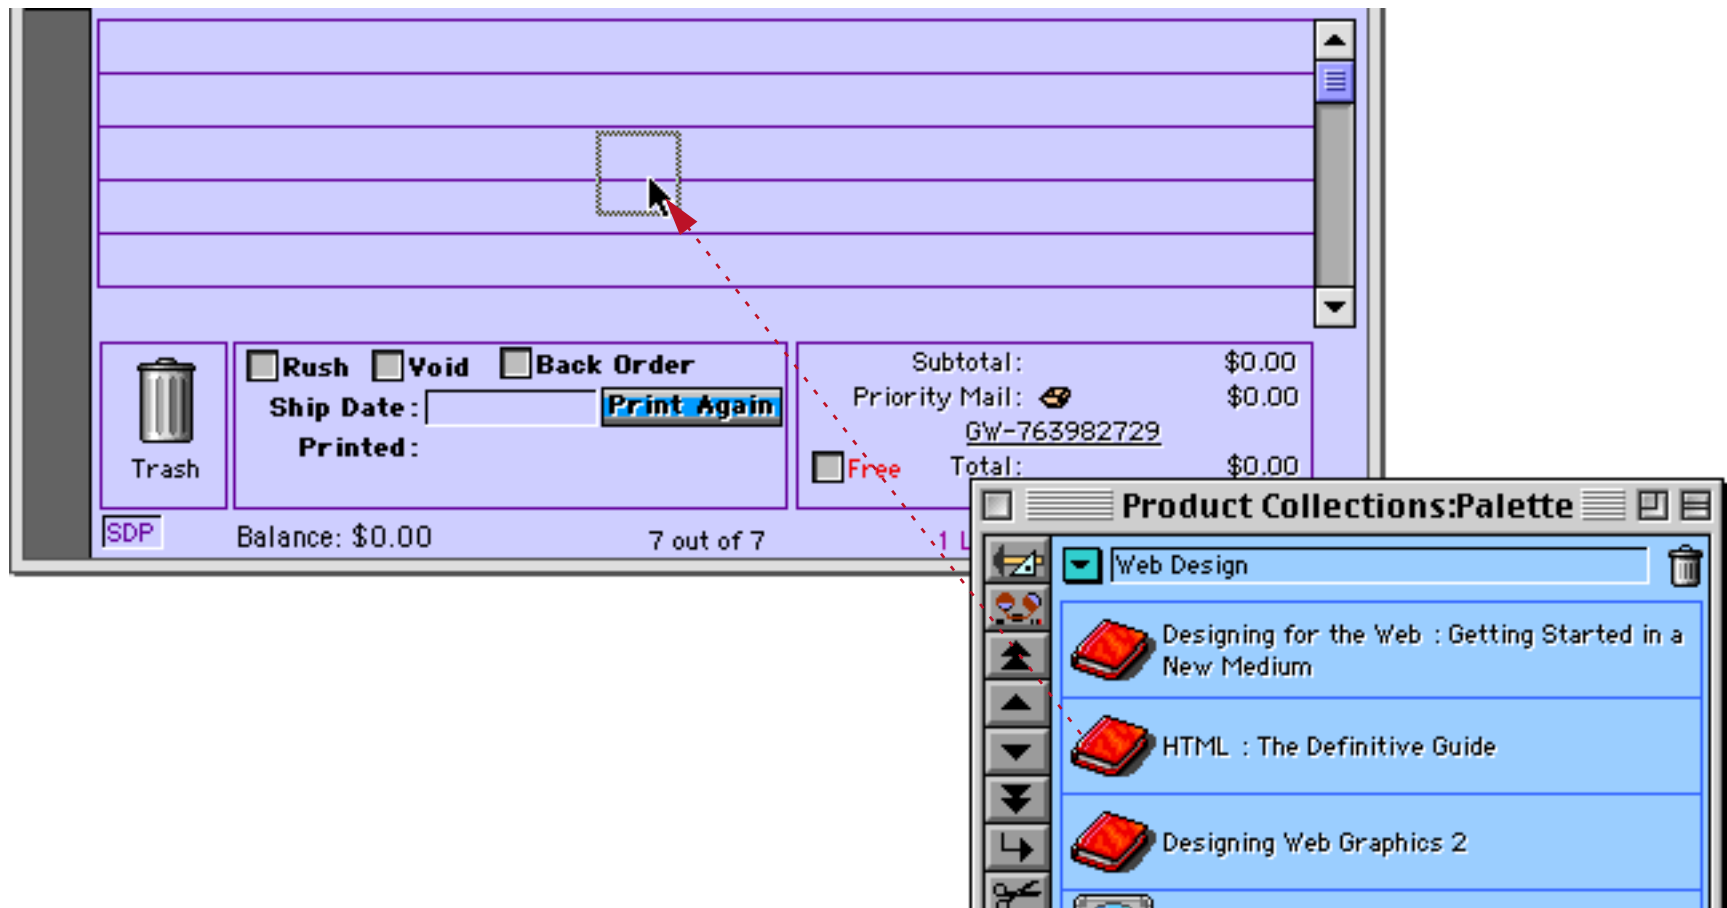 Rush Void Back Order
Ship Date: Print Again
Printed:
Trash
Subtotal: $0.00
Priority Mail: $0.00
GW-763982729
Free Total: $0.00
SDP Balance: $0.00 7 out of 7 1 L
Product Collections:Palette
Web Design
Designing for the Web : Getting Started in a
New Medium
HTML : The Definitive Guide
Designing Web Graphics 2